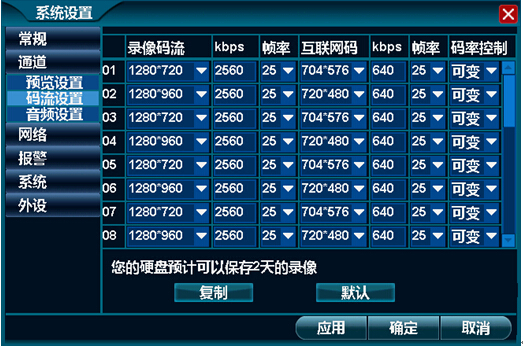 系统设置
常规
通道
预览设置
码流设置
音频设置
网络
报警
系统
外设
录像码流 kbps 帧率 互联网码 kbps 帧率 码率控制
01 1280*720 2560 25 704*576 640 25 可变
02 1280*960 2560 25 720*480 640 25 可变
03 1280*720 2560 25 704*576 640 25 可变
04 1280*960 2560 25 720*480 640 25 可变
05 1280*720 2560 25 704*576 640 25 可变
06 1280*960 2560 25 720*480 640 25 可变
07 1280*720 2560 25 704*576 640 25 可变
08 1280*960 2560 25 720*480 640 25 可变
您的硬盘预计可以保存2天的录像
复制 默认
应用 确定 取消